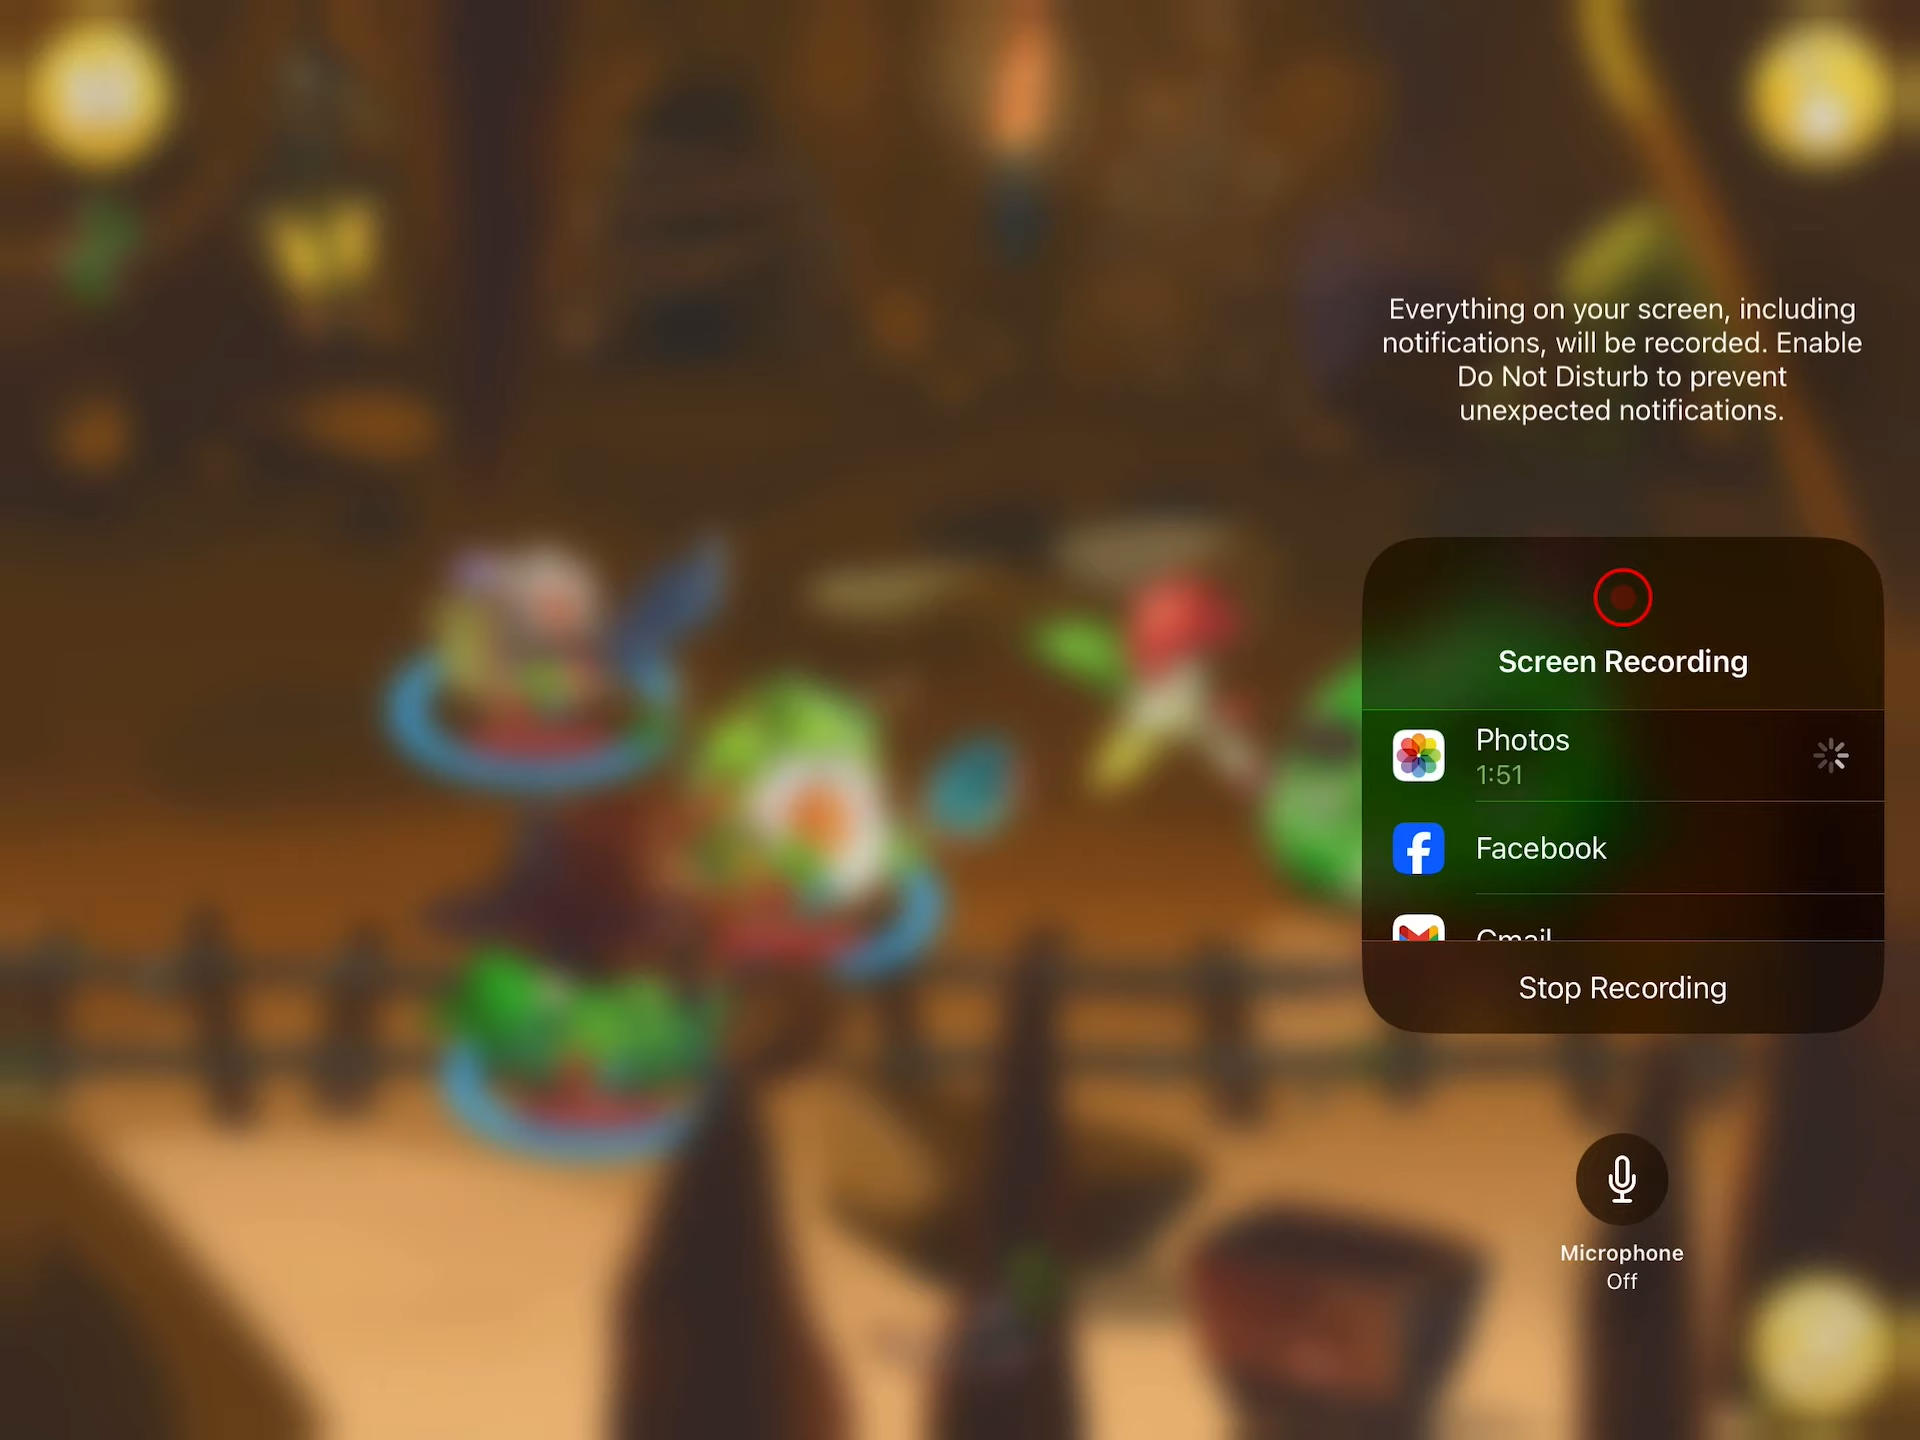 Everything on your screen, including
notifications, will be recorded. Enable
Do Not Disturb to prevent
unexpected notifications.
Screen Recording
Photos
1:51
Facebook
Gmail
Stop Recording
Microphone
Off